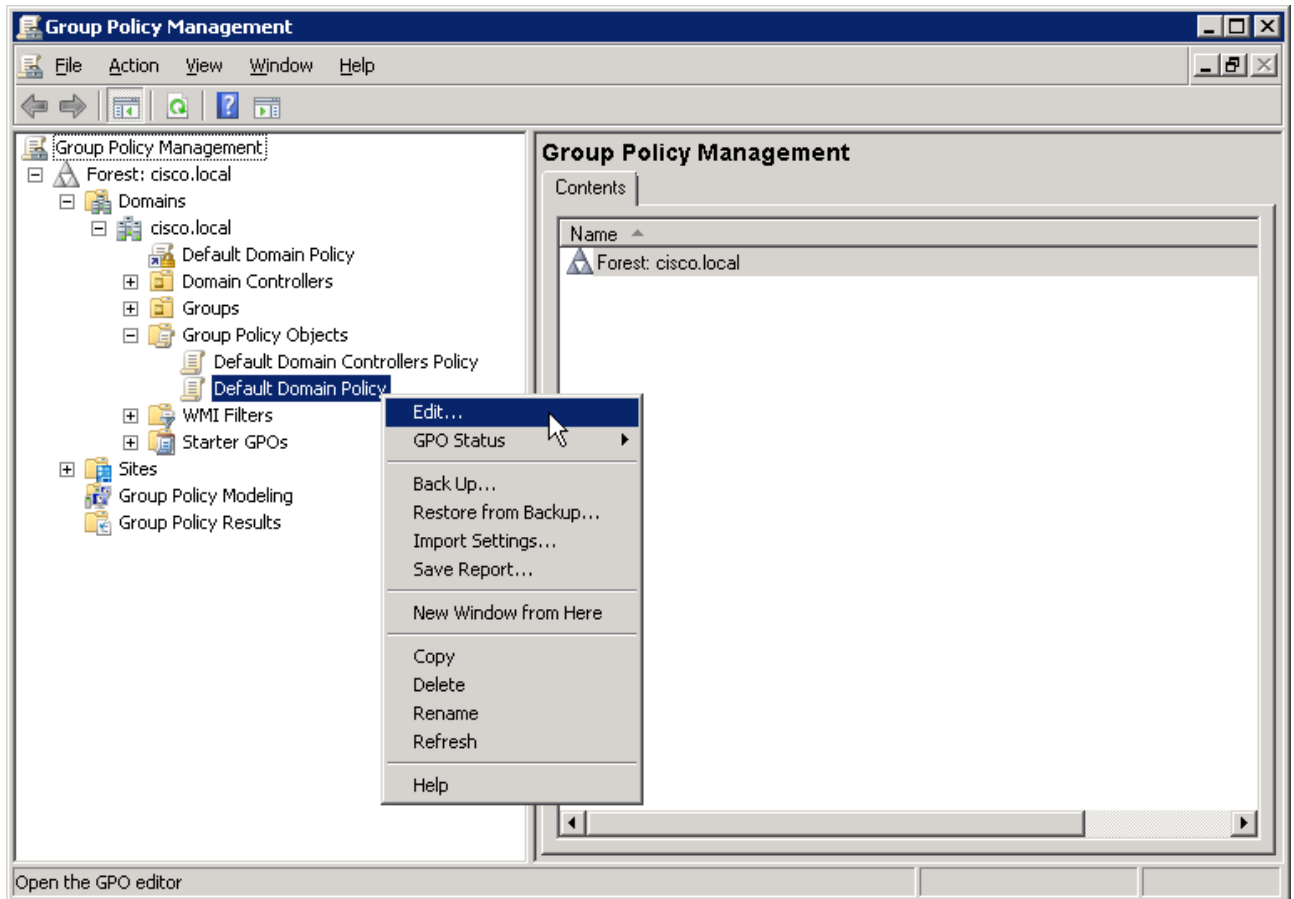 Group Policy Management
File Action View Window Help
Group Policy Management
Forest: cisco.local
Domains
cisco.local
Default Domain Policy
Domain Controllers
Groups
Group Policy Objects
Default Domain Controllers Policy
Default Domain Policy
WMI Filters
Starter GPOs
Sites
Group Policy Modeling
Group Policy Results
Edit...
GPO Status
Back Up...
Restore from Backup...
Import Settings...
Save Report...
New Window from Here
Copy
Delete
Rename
Refresh
Help
Group Policy Management
Contents
Name
Forest: cisco.local
Open the GPO editor